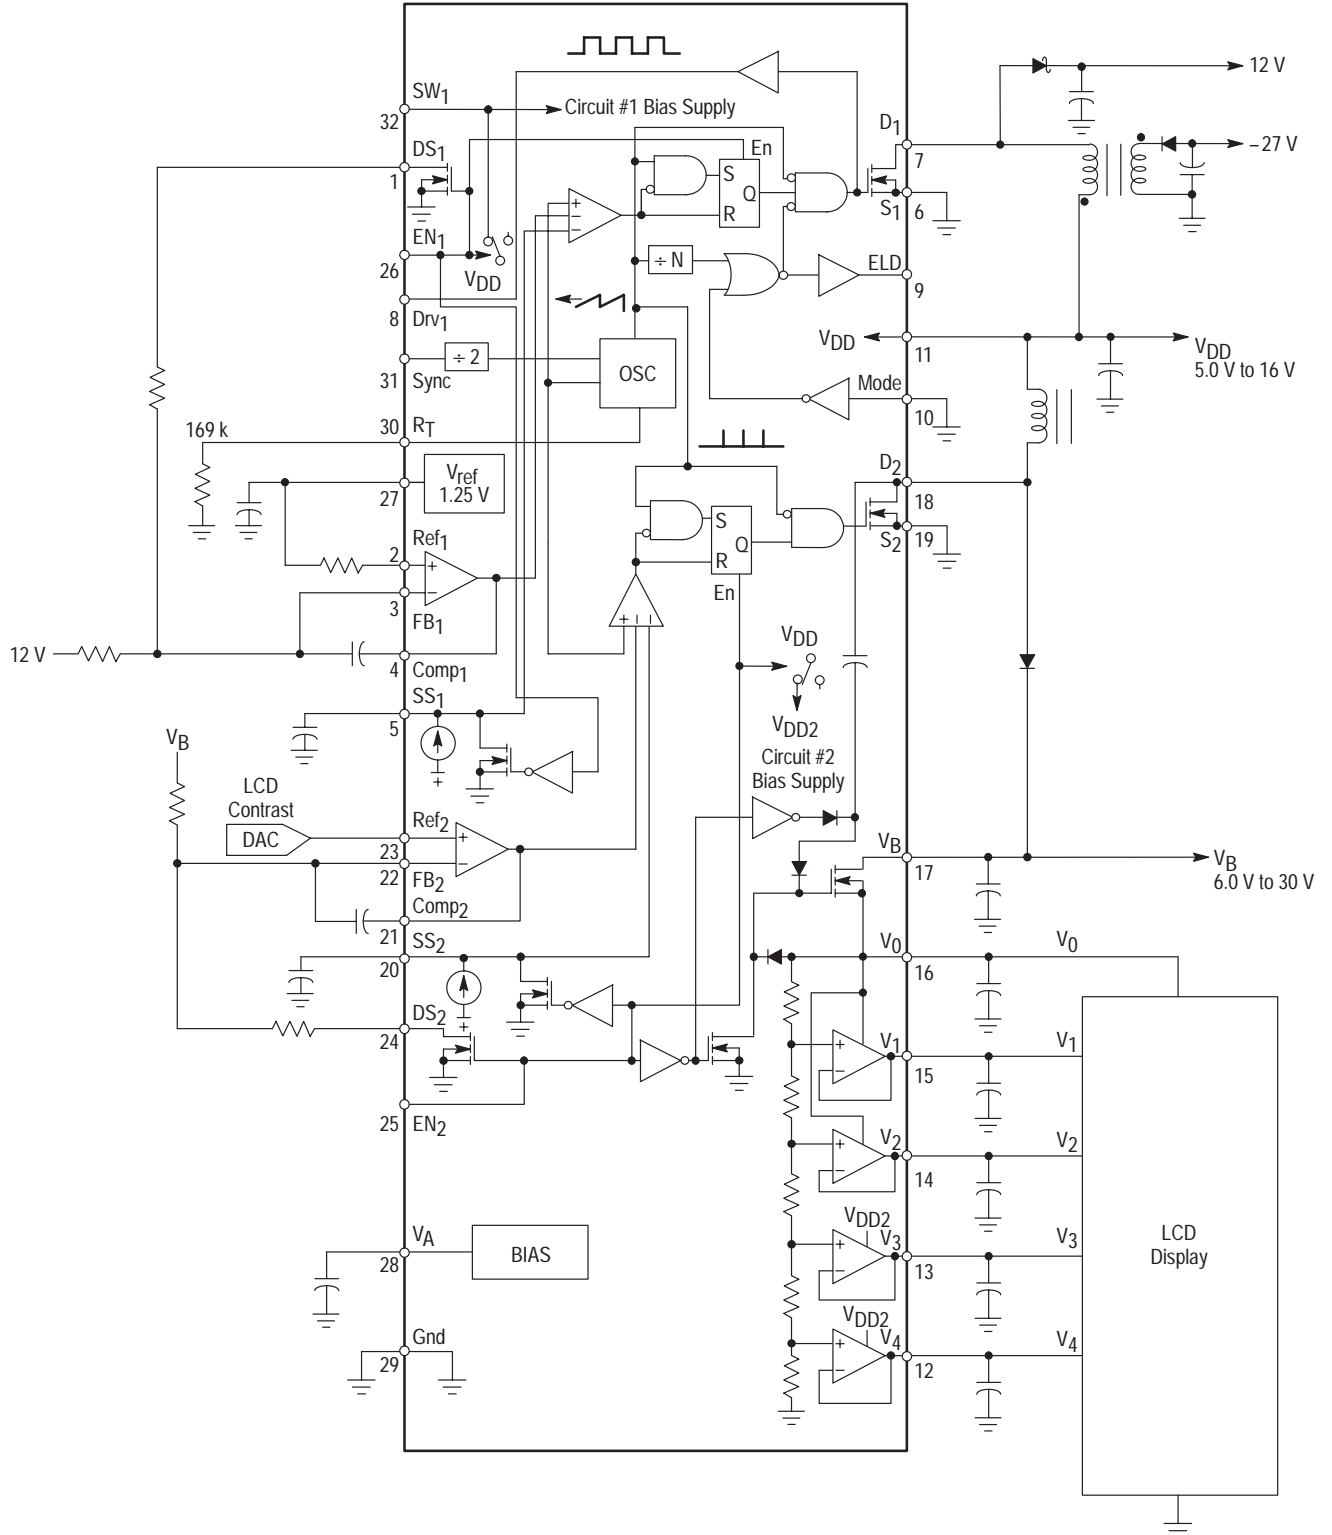 SW1
32
Circuit #1 Bias Supply
12 V
D1
7
–27 V
DS1
1
En
S
Q
R
S1
6
+
–
–
EN1
26
VDD
÷ N
ELD
9
8
Drv1
VDD
11
VDD
5.0 V to 16 V
÷ 2
31
Sync
OSC
Mode
10
169 k
30
RT
27
Vref
1.25 V
D2
18
S
Q
R
En
S2
19
Ref1
2
+
–
3
FB1
+ – –
12 V
4
Comp1
VDD
SS1
5
+
VDD2
Circuit #2
Bias Supply
VB
LCD
Contrast
DAC
Ref2
23
+
–
22
FB2
VB
17
VB
6.0 V to 30 V
Comp2
21
SS2
20
V0
16
V0
+
DS2
24
+
–
V1
15
V1
25
EN2
+
–
V2
14
V2
VA
28
BIAS
VDD2
+
–
V3
13
V3
LCD
Display
Gnd
29
VDD2
+
–
V4
12
V4